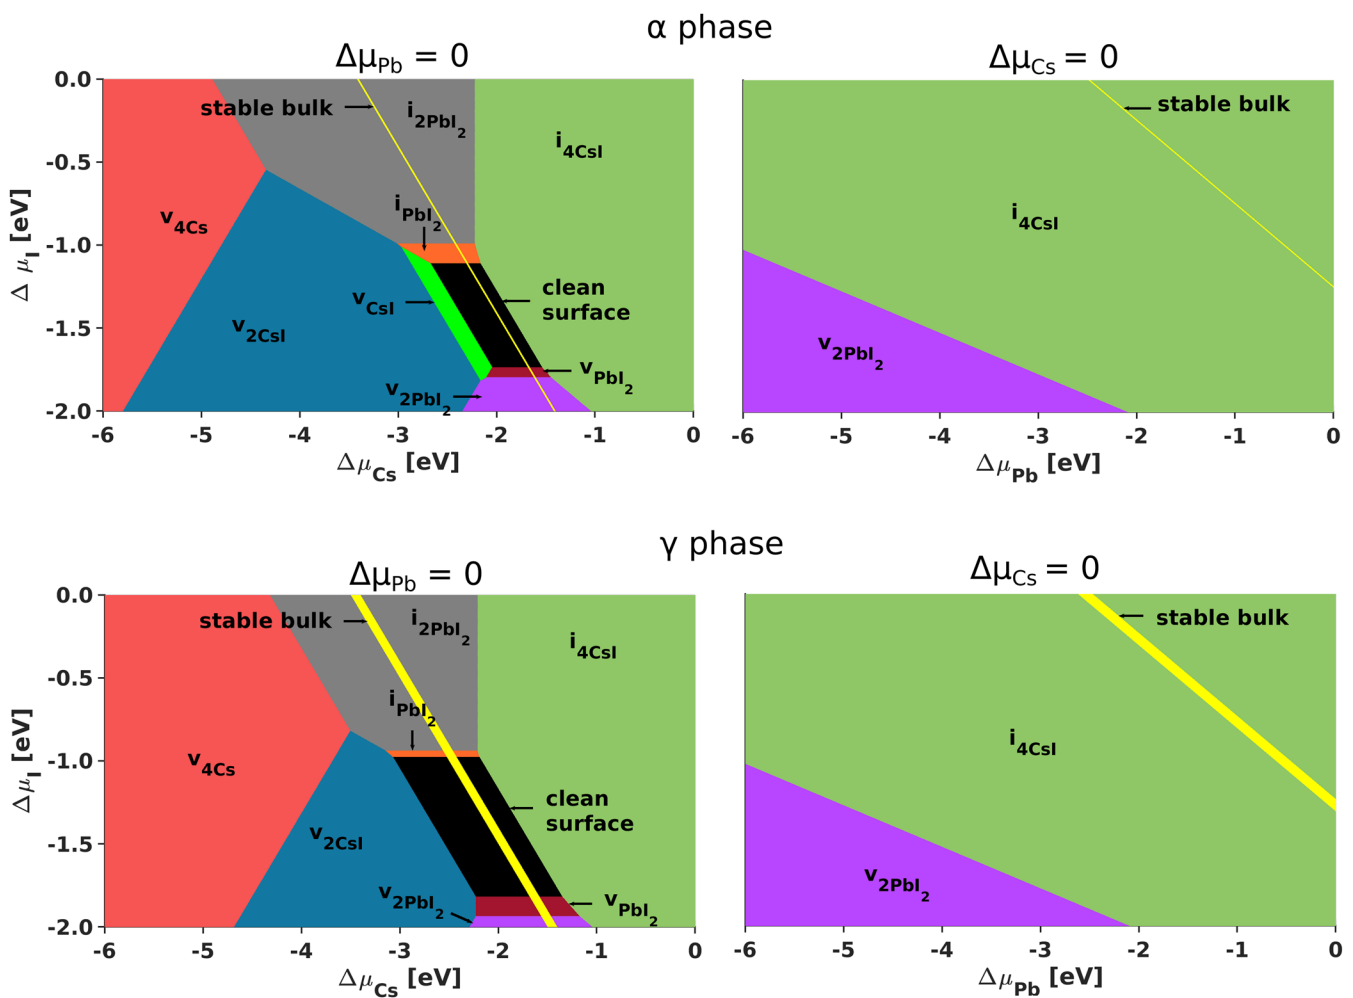 α phase
Δμ_Pb = 0
Δμ_Cs = 0
0.0
-0.5
-1.0
-1.5
-2.0
Δ μ_I [eV]
stable bulk
i_2PbI_2
i_4CsI
v_4Cs
i_PbI_2
v_CsI
clean
surface
v_2CsI
v_PbI_2
v_2PbI_2
-6 -5 -4 -3 -2 -1 0
Δμ_Cs [eV]
stable bulk
i_4CsI
v_2PbI_2
-6 -5 -4 -3 -2 -1 0
Δμ_Pb [eV]
γ phase
Δμ_Pb = 0
Δμ_Cs = 0
0.0
-0.5
-1.0
-1.5
-2.0
Δ μ_I [eV]
stable bulk
i_2PbI_2
i_4CsI
i_PbI_2
v_4Cs
clean
surface
v_2CsI
v_2PbI_2
v_PbI_2
-6 -5 -4 -3 -2 -1 0
Δμ_Cs [eV]
stable bulk
i_4CsI
v_2PbI_2
-6 -5 -4 -3 -2 -1 0
Δμ_Pb [eV]